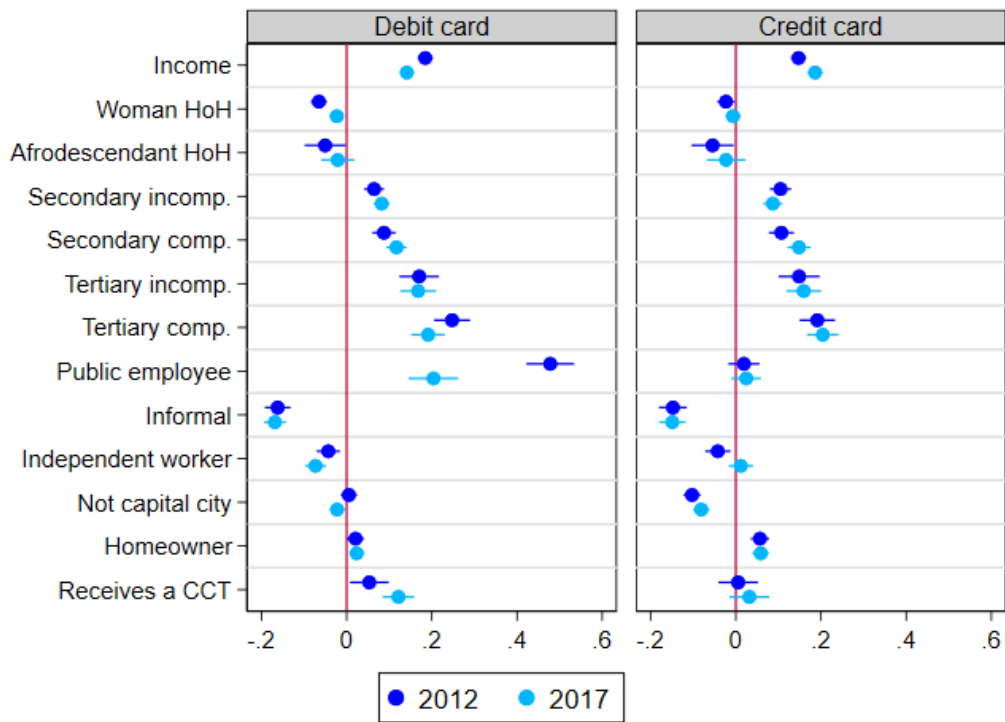 Debit card
Credit card
Income
Woman HoH
Afrodescendant HoH
Secondary incomp.
Secondary comp.
Tertiary incomp.
Tertiary comp.
Public employee
Informal
Independent worker
Not capital city
Homeowner
Receives a CCT
-.2 0 .2 .4 .6
-.2 0 .2 .4 .6
2012 2017